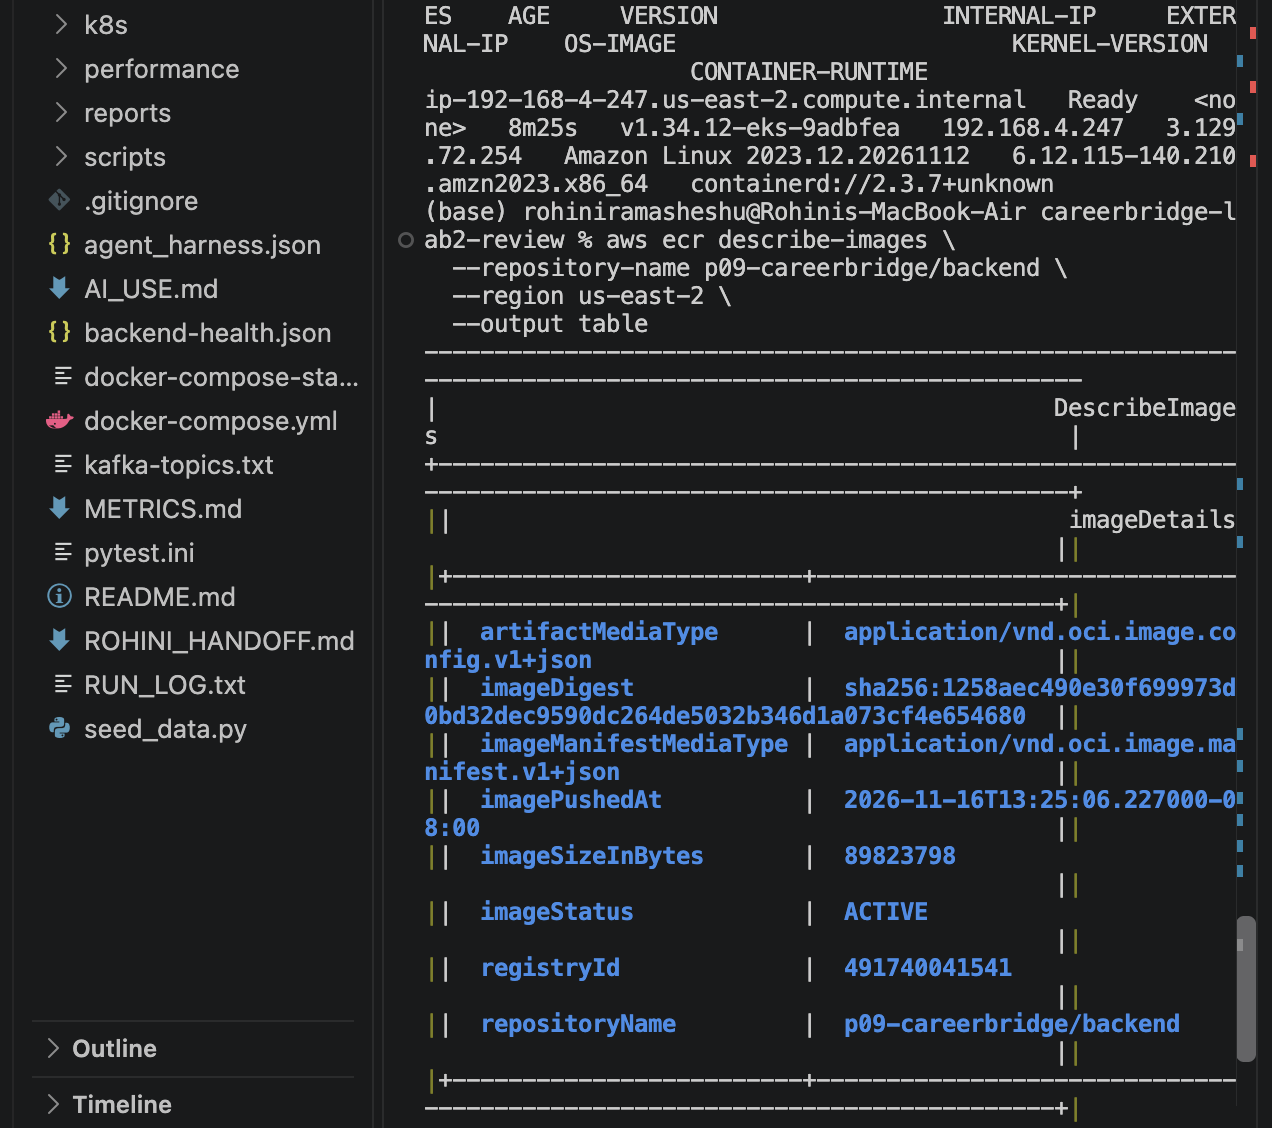 k8s
performance
reports
scripts
.gitignore
{} agent_harness.json
AI_USE.md
{} backend-health.json
docker-compose-sta...
docker-compose.yml
kafka-topics.txt
METRICS.md
pytest.ini
README.md
ROHINI_HANDOFF.md
RUN_LOG.txt
seed_data.py
Outline
Timeline
ES    AGE     VERSION                INTERNAL-IP     EXTER
NAL-IP    OS-IMAGE                        KERNEL-VERSION
CONTAINER-RUNTIME
ip-192-168-4-247.us-east-2.compute.internal   Ready    <no
ne>   8m25s   v1.34.12-eks-9adbfea   192.168.4.247   3.129
.72.254   Amazon Linux 2023.12.20261112   6.12.115-140.210
.amzn2023.x86_64   containerd://2.3.7+unknown
(base) rohiniramasheshu@Rohinis-MacBook-Air careerbridge-l
ab2-review % aws ecr describe-images \
--repository-name p09-careerbridge/backend \
--region us-east-2 \
--output table
----------------------------------------------------------
-----------------------------------------------
|                                            DescribeImage
s                                              |
+---------------------------------------------------------
----------------------------------------------+
||                                            imageDetails
||
|+-------------------------+------------------------------
---------------------------------------------+|
||  artifactMediaType      |  application/vnd.oci.image.co
nfig.v1+json                                 ||
||  imageDigest            |  sha256:1258aec490e30f699973d
0bd32dec9590dc264de5032b346d1a073cf4e654680  ||
||  imageManifestMediaType |  application/vnd.oci.image.ma
nifest.v1+json                               ||
||  imagePushedAt          |  2026-11-16T13:25:06.227000-0
8:00                                         ||
||  imageSizeInBytes       |  89823798
||
||  imageStatus            |  ACTIVE
||
||  registryId             |  491740041541
||
||  repositoryName         |  p09-careerbridge/backend
||
|+-------------------------+------------------------------
---------------------------------------------+|